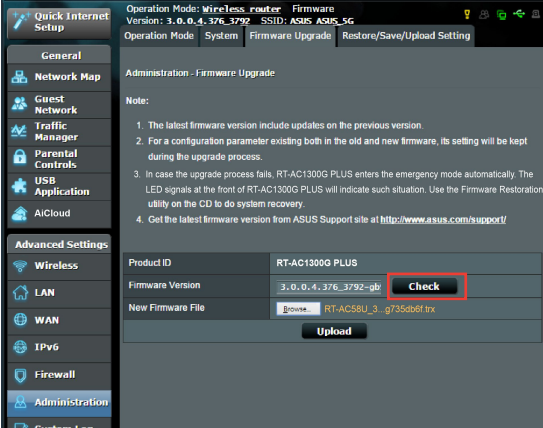 Quick Internet
Setup
Operation Mode: Wireless router Firmware
Version: 3.0.0.4.376_3792 SSID: ASUS ASUS_5G
Operation Mode System Firmware Upgrade Restore/Save/Upload Setting
General
Network Map
Guest
Network
Traffic
Manager
Parental
Controls
USB
Application
AiCloud
Advanced Settings
Wireless
LAN
WAN
IPv6
Firewall
Administration
System Log
Administration - Firmware Upgrade
Note:
1. The latest firmware version include updates on the previous version.
2. For a configuration parameter existing both in the old and new firmware, its setting will be kept
during the upgrade process.
3. In case the upgrade process fails, RT-AC1300G PLUS enters the emergency mode automatically. The
LED signals at the front of RT-AC1300G PLUS will indicate such situation. Use the Firmware Restoration
utility on the CD to do system recovery.
4. Get the latest firmware version from ASUS Support site at http://www.asus.com/support/
Product ID RT-AC1300G PLUS
Firmware Version 3.0.0.4.376_3792-gb Check
New Firmware File Browse... RT-AC58U_3...g735db6f.trx
Upload